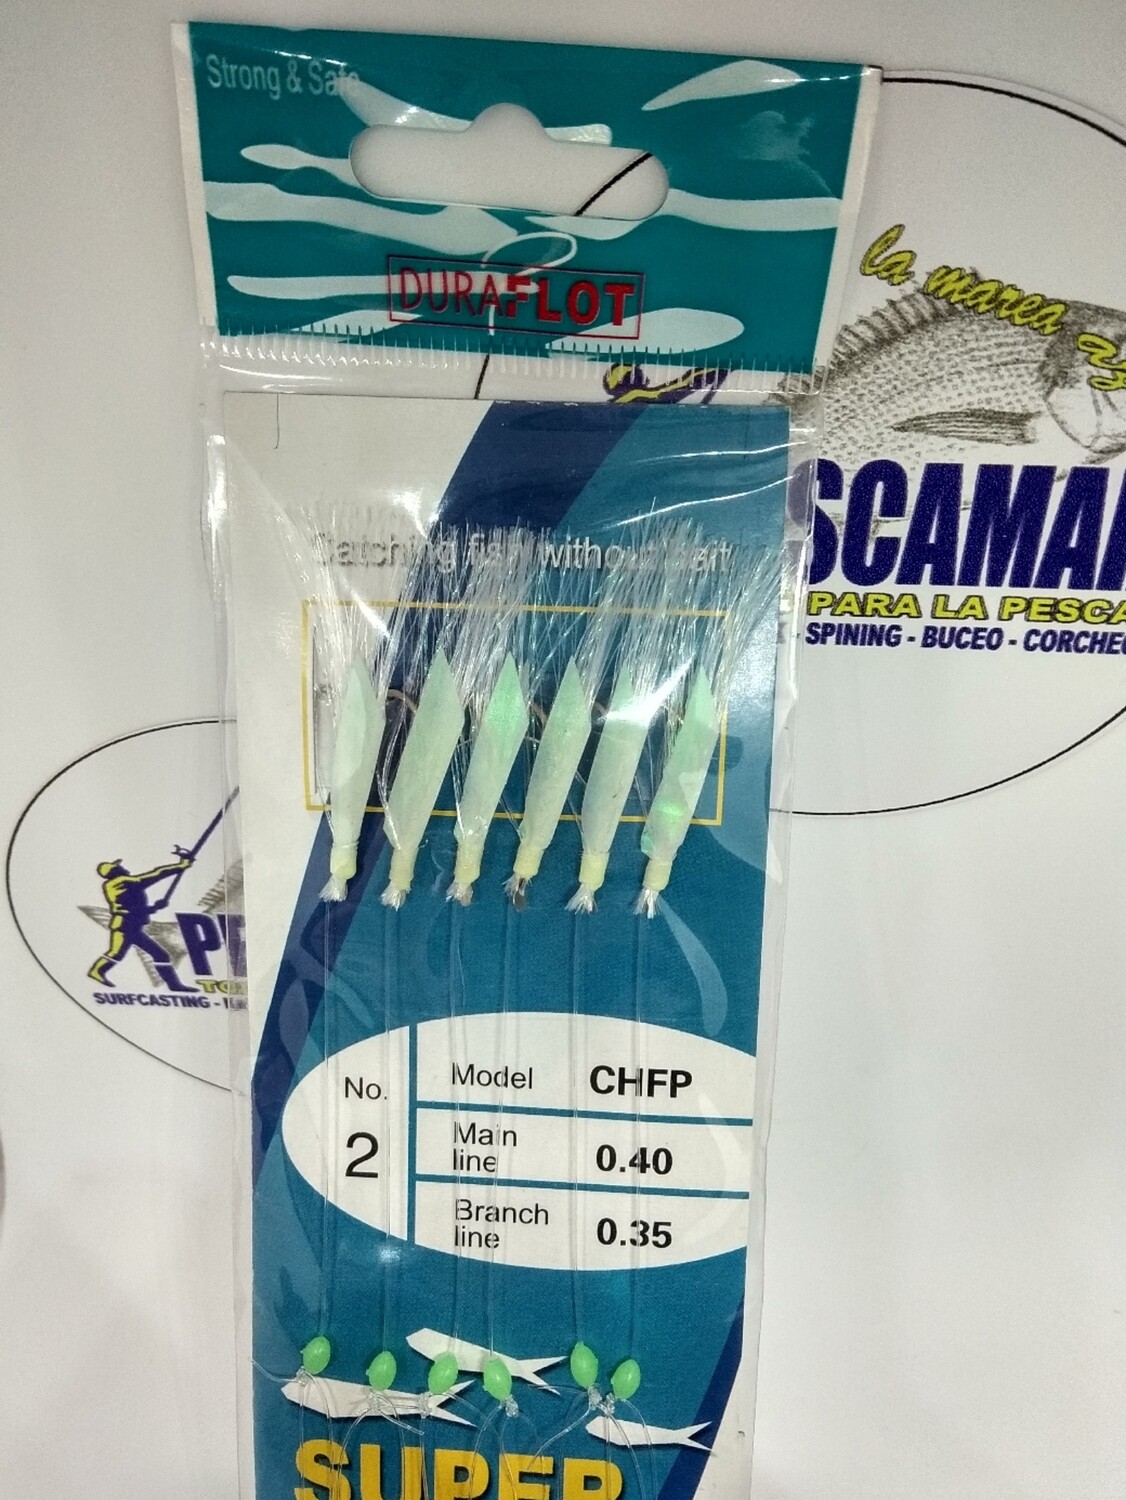 Strong & Safe
DURAFLOT
la marea
SCAMA
PARA LA PESCA
SPINING - BUCEO - CORCHEO
Catching fish without bait
SURFCASTING -
No.
2
Model CHFP
Main line 0.40
Branch line 0.35
SUPER